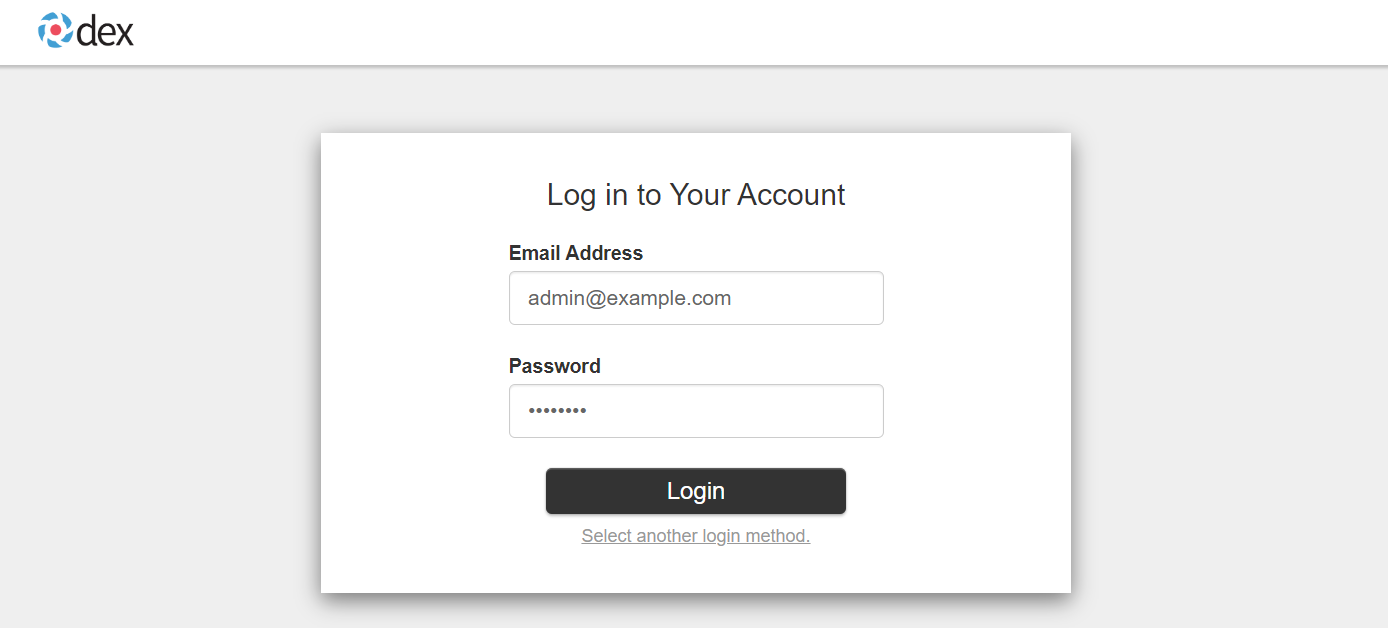 dex
Log in to Your Account
Email Address
admin@example.com
Password
••••••••
Login
Select another login method.